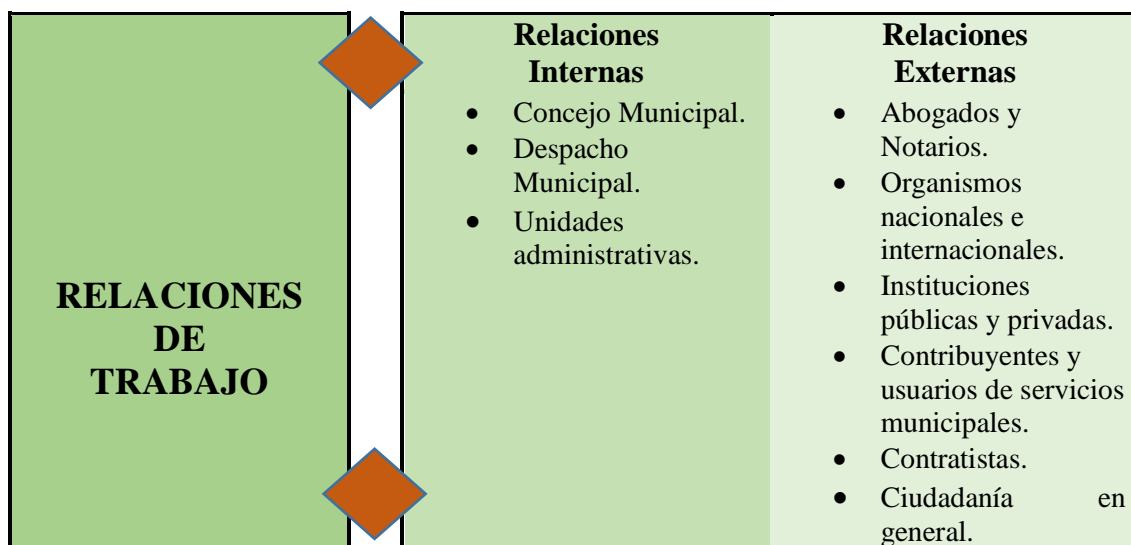 RELACIONES
DE
TRABAJO
Relaciones
Internas
• Concejo Municipal.
• Despacho
Municipal.
• Unidades
administrativas.
Relaciones
Externas
• Abogados y
Notarios.
• Organismos
nacionales e
internacionales.
• Instituciones
públicas y privadas.
• Contribuyentes y
usuarios de servicios
municipales.
• Contratistas.
• Ciudadanía en
general.